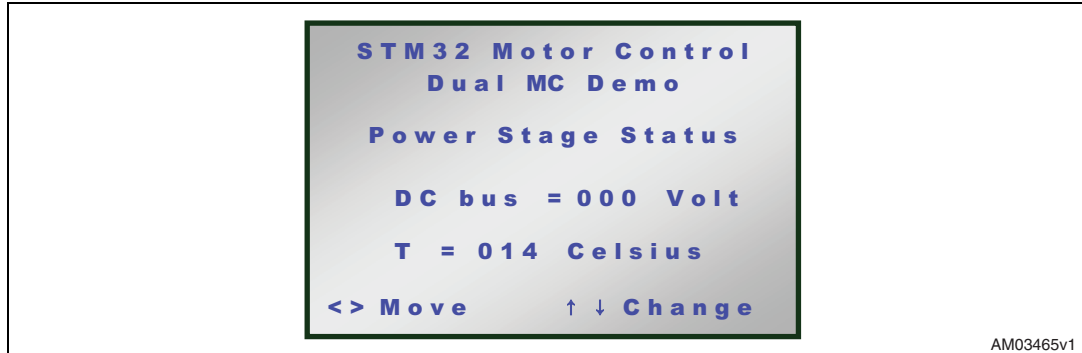 STM32 Motor Control
Dual MC Demo
Power Stage Status
DC bus = 000 Volt
T = 014 Celsius
< > Move ↑ ↓ Change
AM03465v1